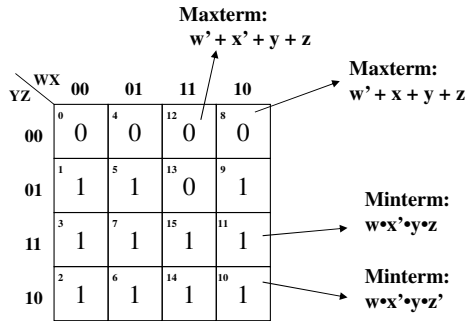 Maxterm:
w’ + x’ + y + z
Maxterm:
w’ + x + y + z
WX
YZ
00 01 11 10
00
0 0
4 0
12 0
8 0
01
1 1
5 1
13 0
9 1
11
3 1
7 1
15 1
11 1
10
2 1
6 1
14 1
10 1
Minterm:
w•x’•y•z
Minterm:
w•x’•y•z’